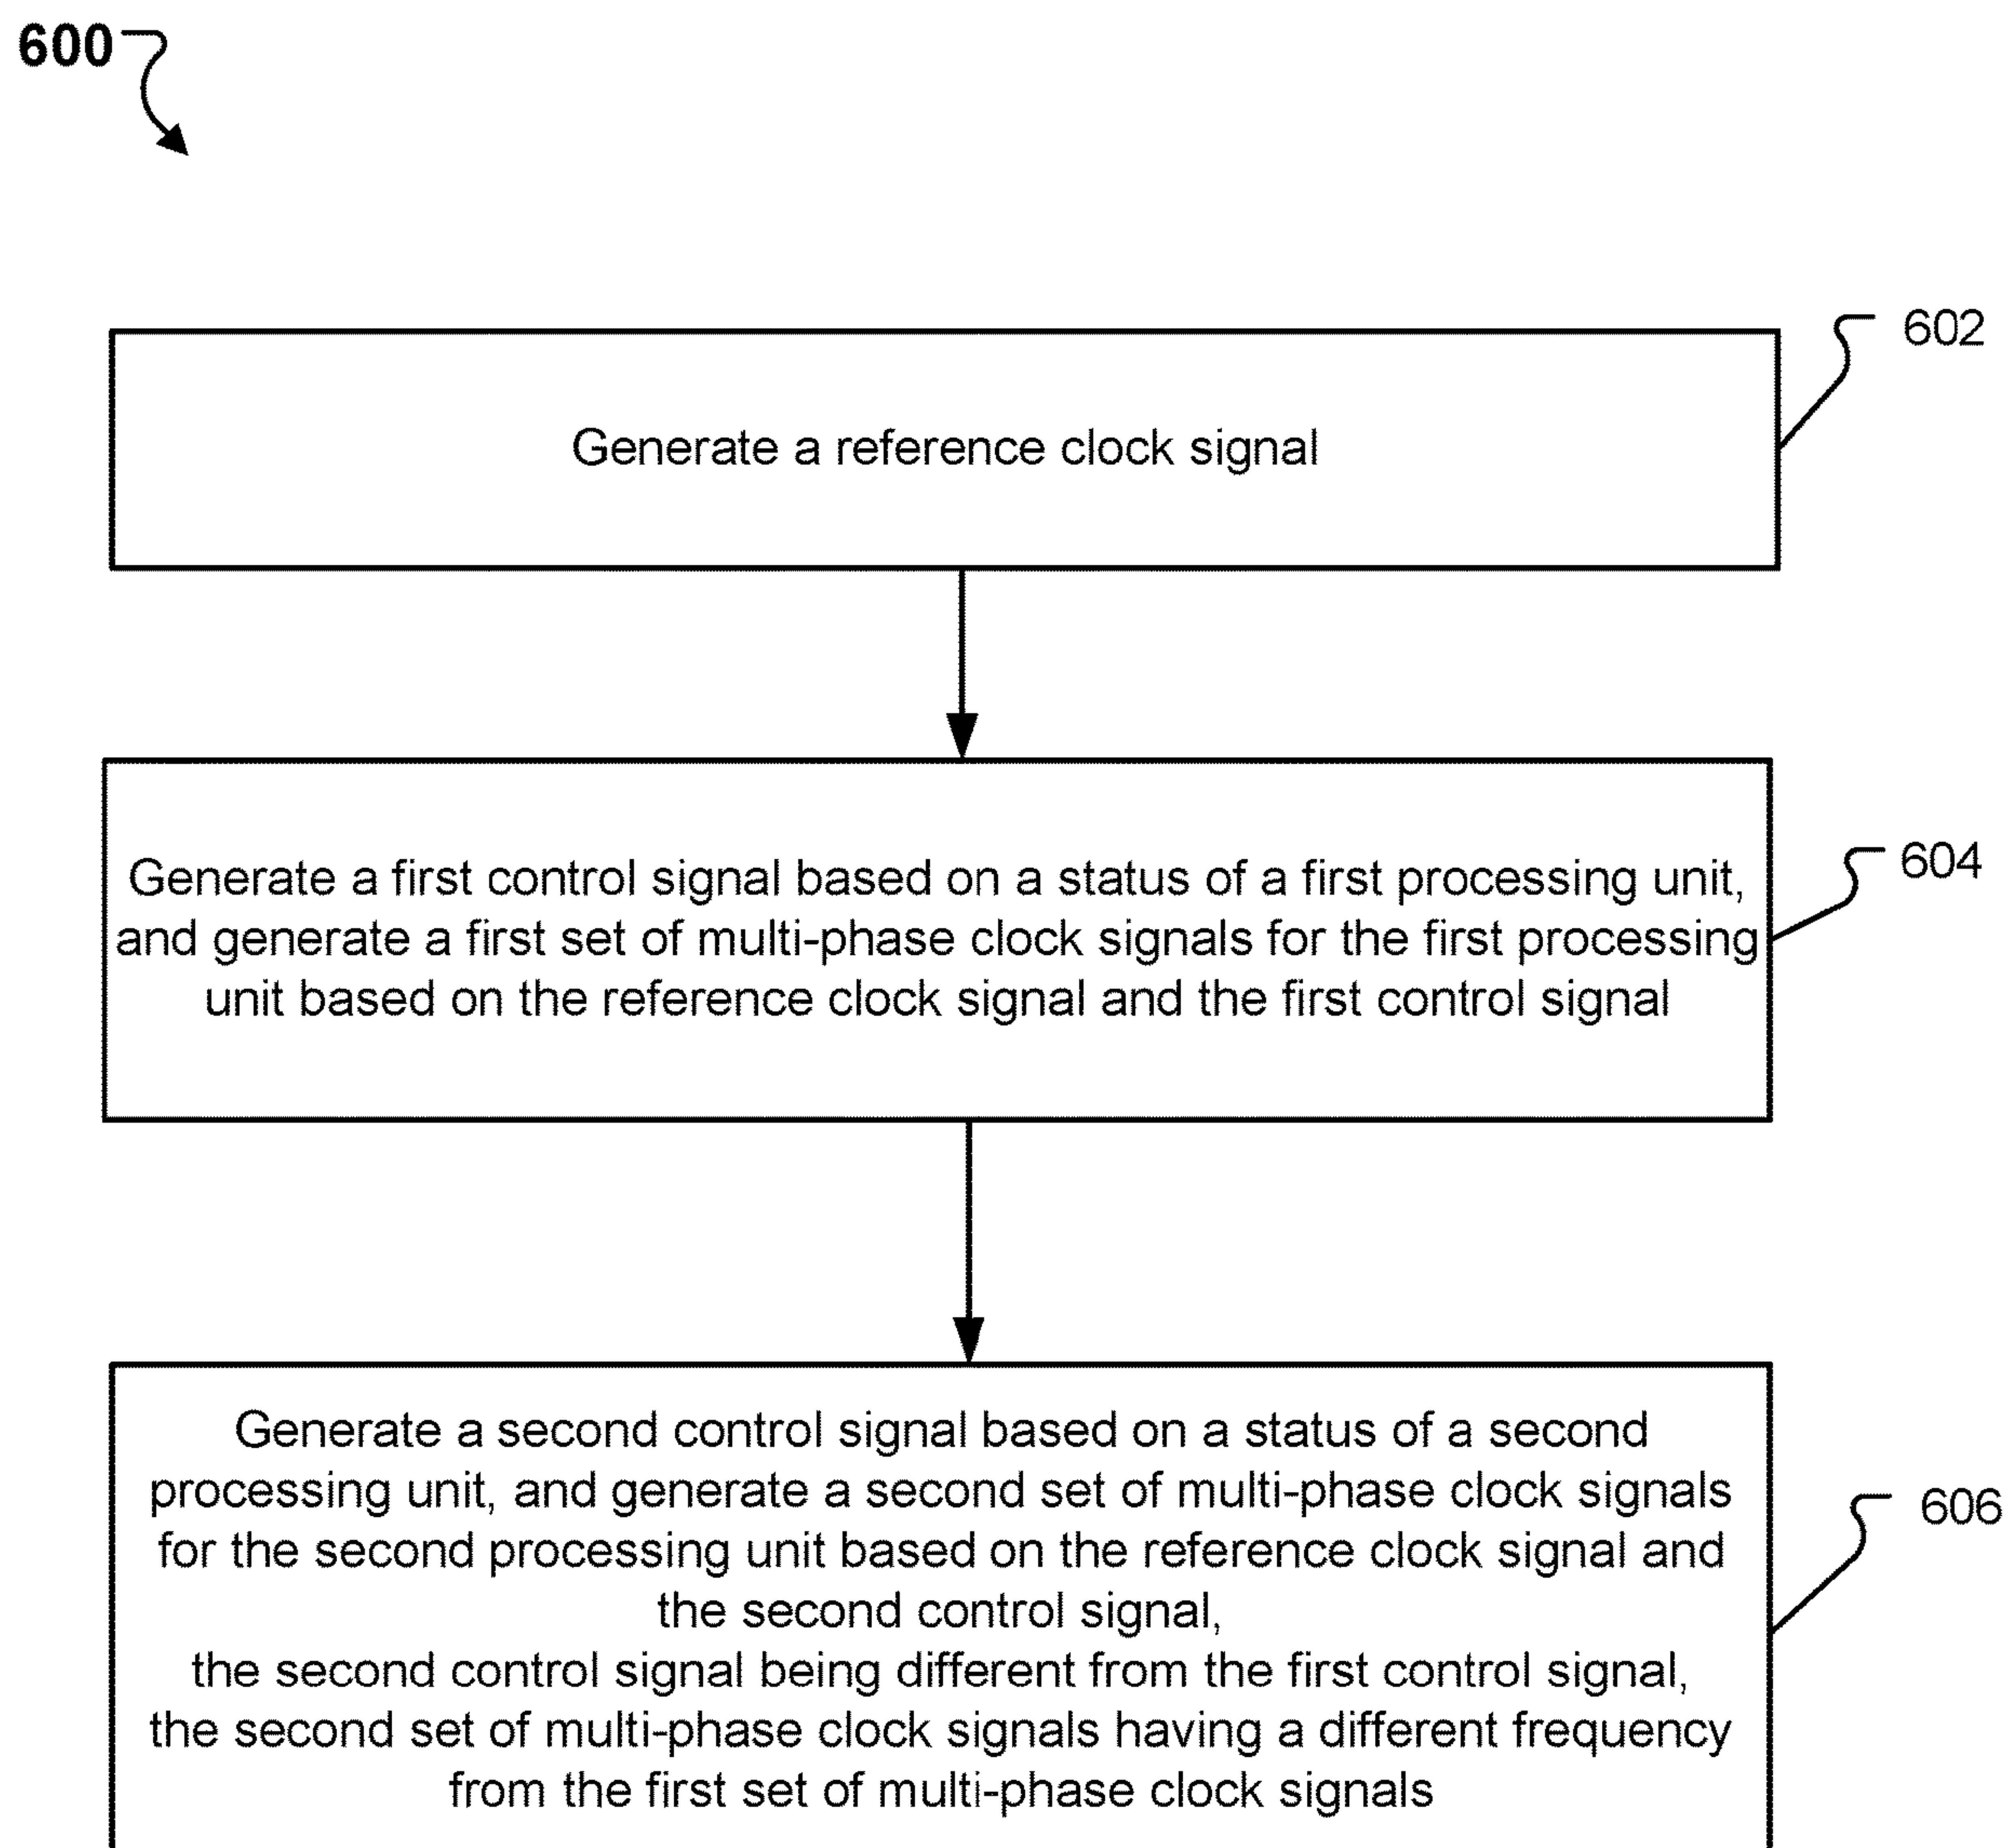 600
602
Generate a reference clock signal
604
Generate a first control signal based on a status of a first processing unit,
and generate a first set of multi-phase clock signals for the first processing
unit based on the reference clock signal and the first control signal
606
Generate a second control signal based on a status of a second
processing unit, and generate a second set of multi-phase clock signals
for the second processing unit based on the reference clock signal and
the second control signal,
the second control signal being different from the first control signal,
the second set of multi-phase clock signals having a different frequency
from the first set of multi-phase clock signals